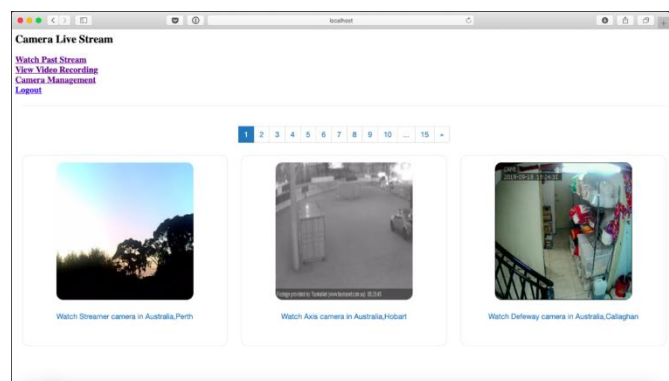 localhost
Camera Live Stream
Watch Past Stream
View Video Recording
Camera Management
Logout
1 2 3 4 5 6 7 8 9 10 ... 15 »
Watch Streamer camera in Australia,Perth
Watch Axis camera in Australia,Hobart
Watch Defeway camera in Australia,Callaghan